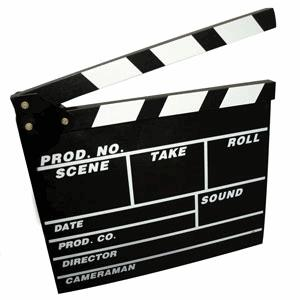 PROD. NO.
SCENE TAKE ROLL
DATE SOUND
PROD. CO.
DIRECTOR
CAMERAMAN